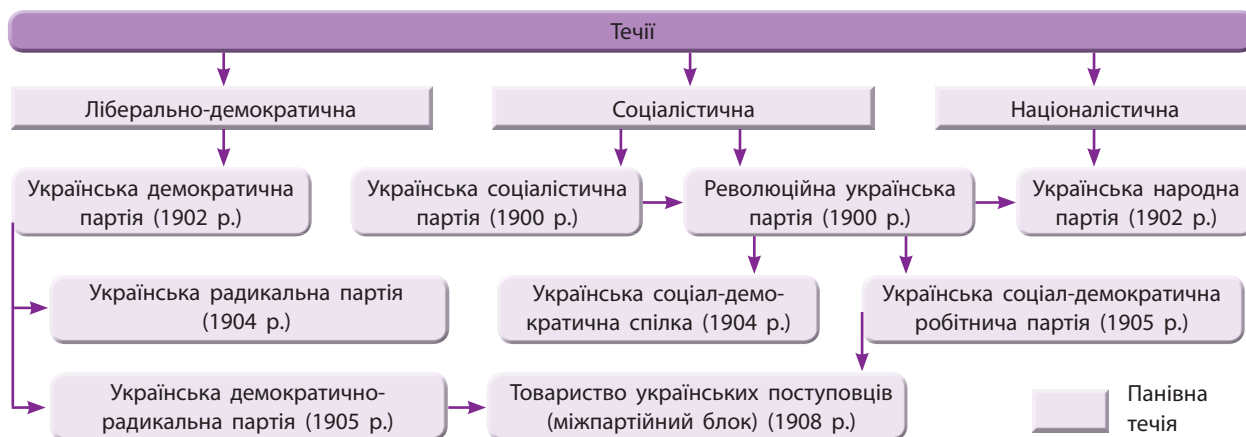 Течії
Ліберально-демократична
Соціалістична
Націоналістична
Українська демократична
партія (1902 р.)
Українська соціалістична
партія (1900 р.)
Революційна українська
партія (1900 р.)
Українська народна
партія (1902 р.)
Українська радикальна партія
(1904 р.)
Українська соціал-демо-
кратична спілка (1904 р.)
Українська соціал-демократична
робітнича партія (1905 р.)
Українська демократично-
радикальна партія (1905 р.)
Товариство українських поступовців
(міжпартійний блок) (1908 р.)
Панівна
течія